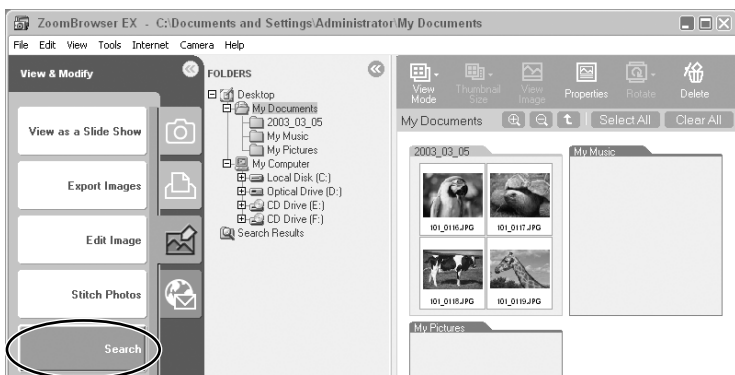 ZoomBrowser EX - C:\Documents and Settings\Administrator\My Documents
File Edit View Tools Internet Camera Help
View & Modify
View as a Slide Show
Export Images
Edit Image
Stitch Photos
Search
FOLDERS
Desktop
My Documents
2003_03_05
My Music
My Pictures
My Computer
Local Disk (C:)
Optical Drive (D:)
CD Drive (E:)
CD Drive (F:)
Search Results
View Mode
Thumbnail Size
View Image
Properties
Rotate
Delete
My Documents
Select All
Clear All
2003_03_05
My Music
101_0116.JPG
101_0117.JPG
101_0118.JPG
101_0119.JPG
My Pictures